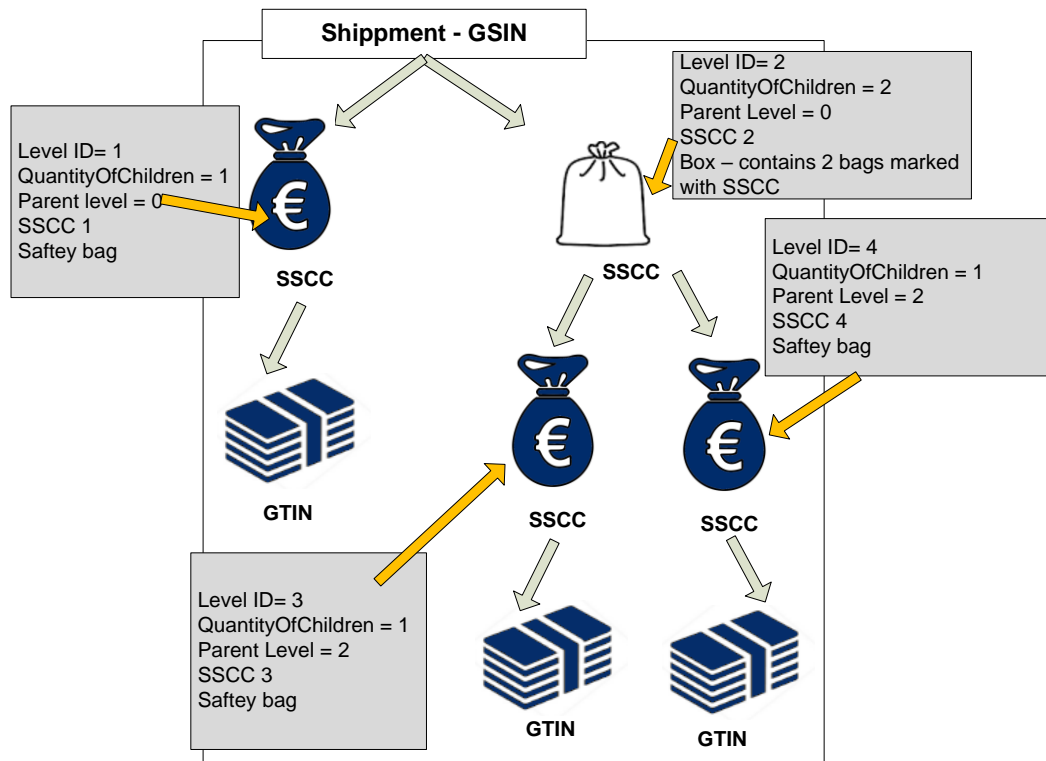 Shippment - GSIN
Level ID= 2
QuantityOfChildren = 2
Parent Level = 0
SSCC 2
Box – contains 2 bags marked
with SSCC
Level ID= 1
QuantityOfChildren = 1
Parent level = 0
SSCC 1
Saftey bag
€
SSCC
SSCC
Level ID= 4
QuantityOfChildren = 1
Parent Level = 2
SSCC 4
Saftey bag
GTIN
€
€
SSCC
SSCC
Level ID= 3
QuantityOfChildren = 1
Parent Level = 2
SSCC 3
Saftey bag
GTIN
GTIN